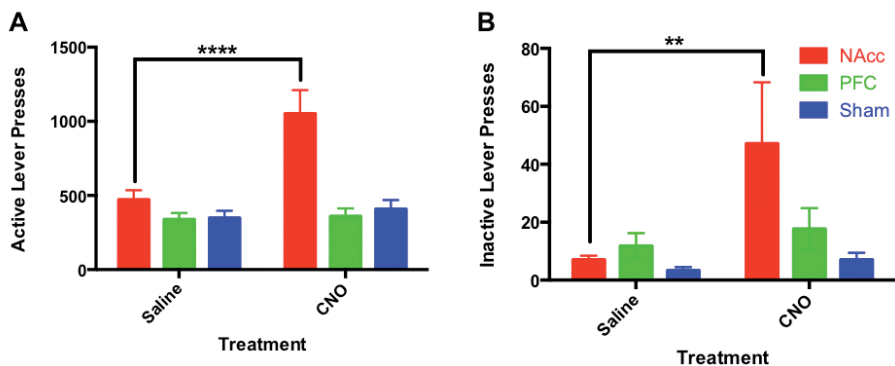 A
Active Lever Presses
1500
1000
500
0
****
Saline
CNO
Treatment
B
Inactive Lever Presses
80
60
40
20
0
**
NAcc
PFC
Sham
Saline
CNO
Treatment